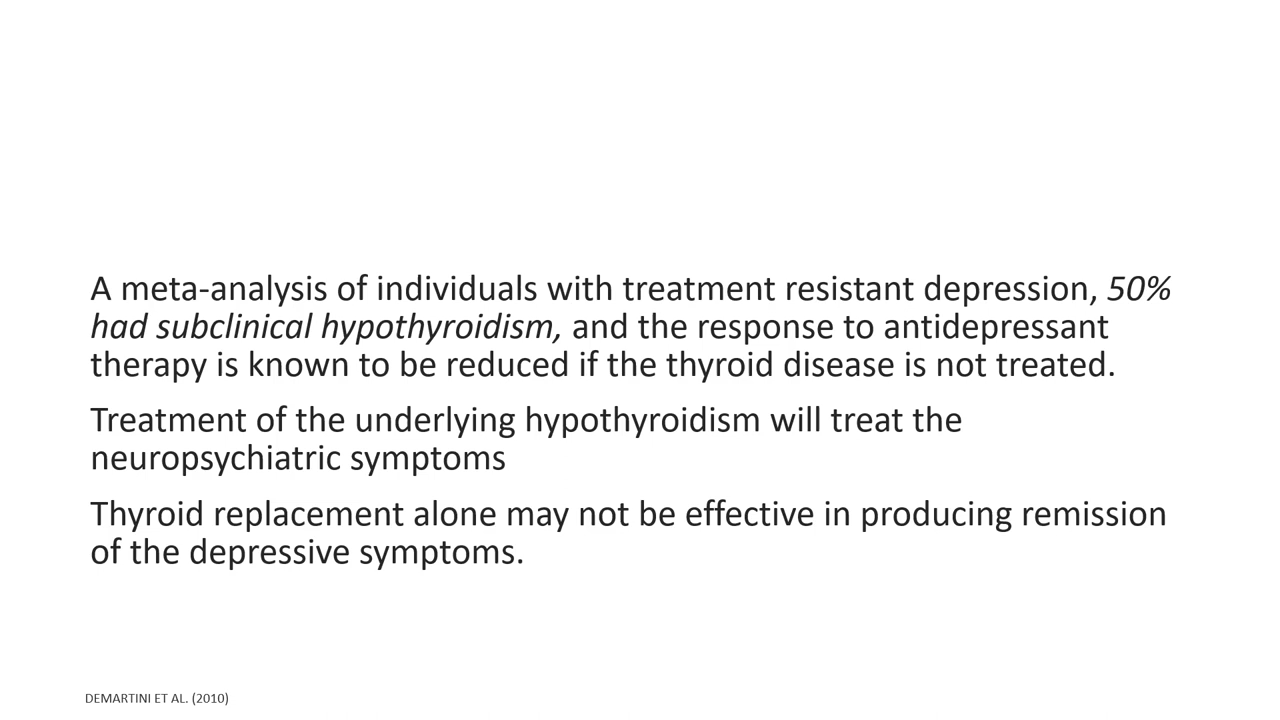 A meta-analysis of individuals with treatment resistant depression, 50%
had subclinical hypothyroidism, and the response to antidepressant
therapy is known to be reduced if the thyroid disease is not treated.
Treatment of the underlying hypothyroidism will treat the
neuropsychiatric symptoms
Thyroid replacement alone may not be effective in producing remission
of the depressive symptoms.
DEMARTINI ET AL. (2010)